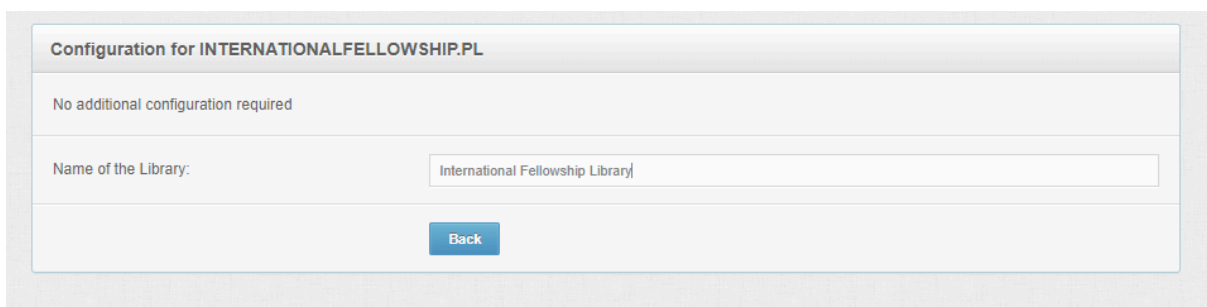 Configuration for INTERNATIONALFELLOWSHIP.PL
No additional configuration required
Name of the Library:
International Fellowship Library
Back